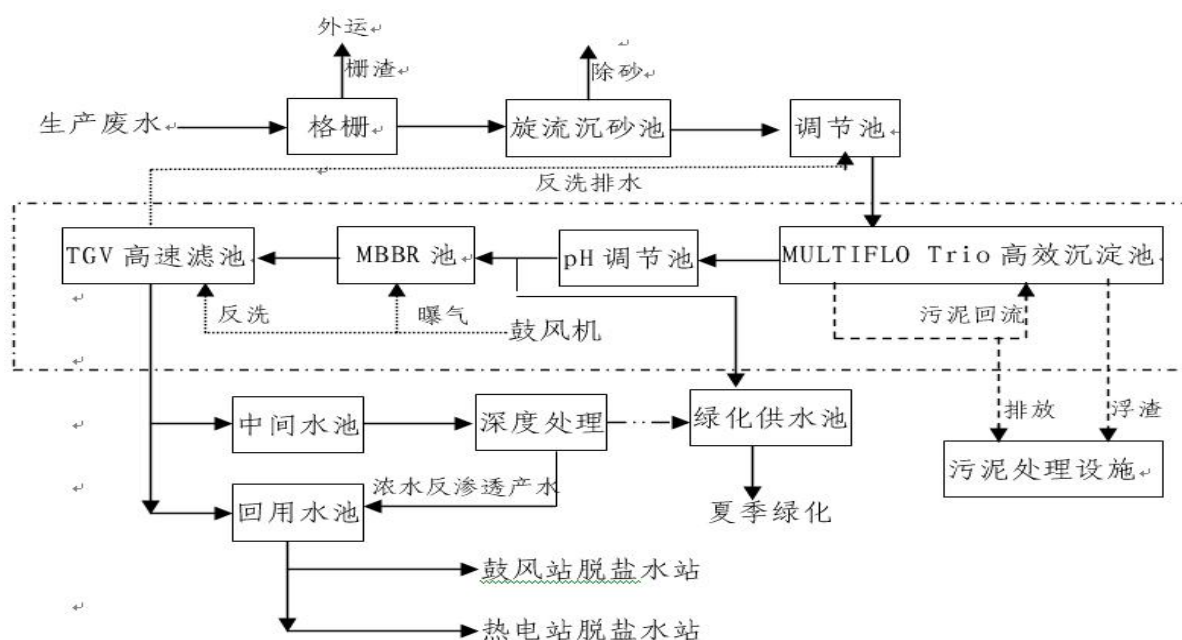 外运
栅渣
除砂
生产废水
格栅
旋流沉砂池
调节池
反洗排水
TGV 高速滤池
MBBR 池
pH 调节池
MULTIFLO Trio 高效沉淀池
反洗
曝气
鼓风机
污泥回流
中间水池
深度处理
绿化供水池
排放
浮渣
污泥处理设施
浓水反渗透产水
回用水池
夏季绿化
鼓风站脱盐水站
热电站脱盐水站